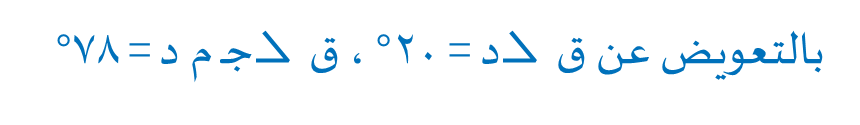 بالتعويض عن ق ∠د = ٢٠° ، ق ∠جـ م د = ٧٨°